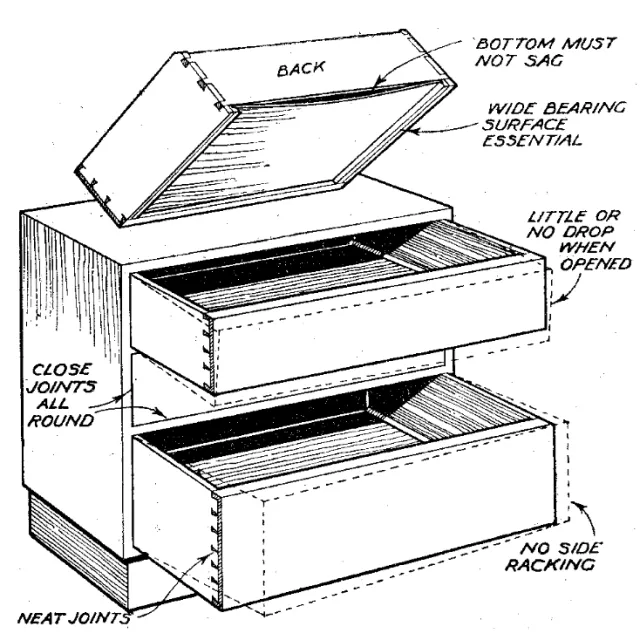 BOTTOM MUST
NOT SAG
BACK
WIDE BEARING
SURFACE
ESSENTIAL
LITTLE OR
NO DROP
WHEN
OPENED
CLOSE
JOINTS
ALL
ROUND
NO SIDE
RACKING
NEAT JOINTS